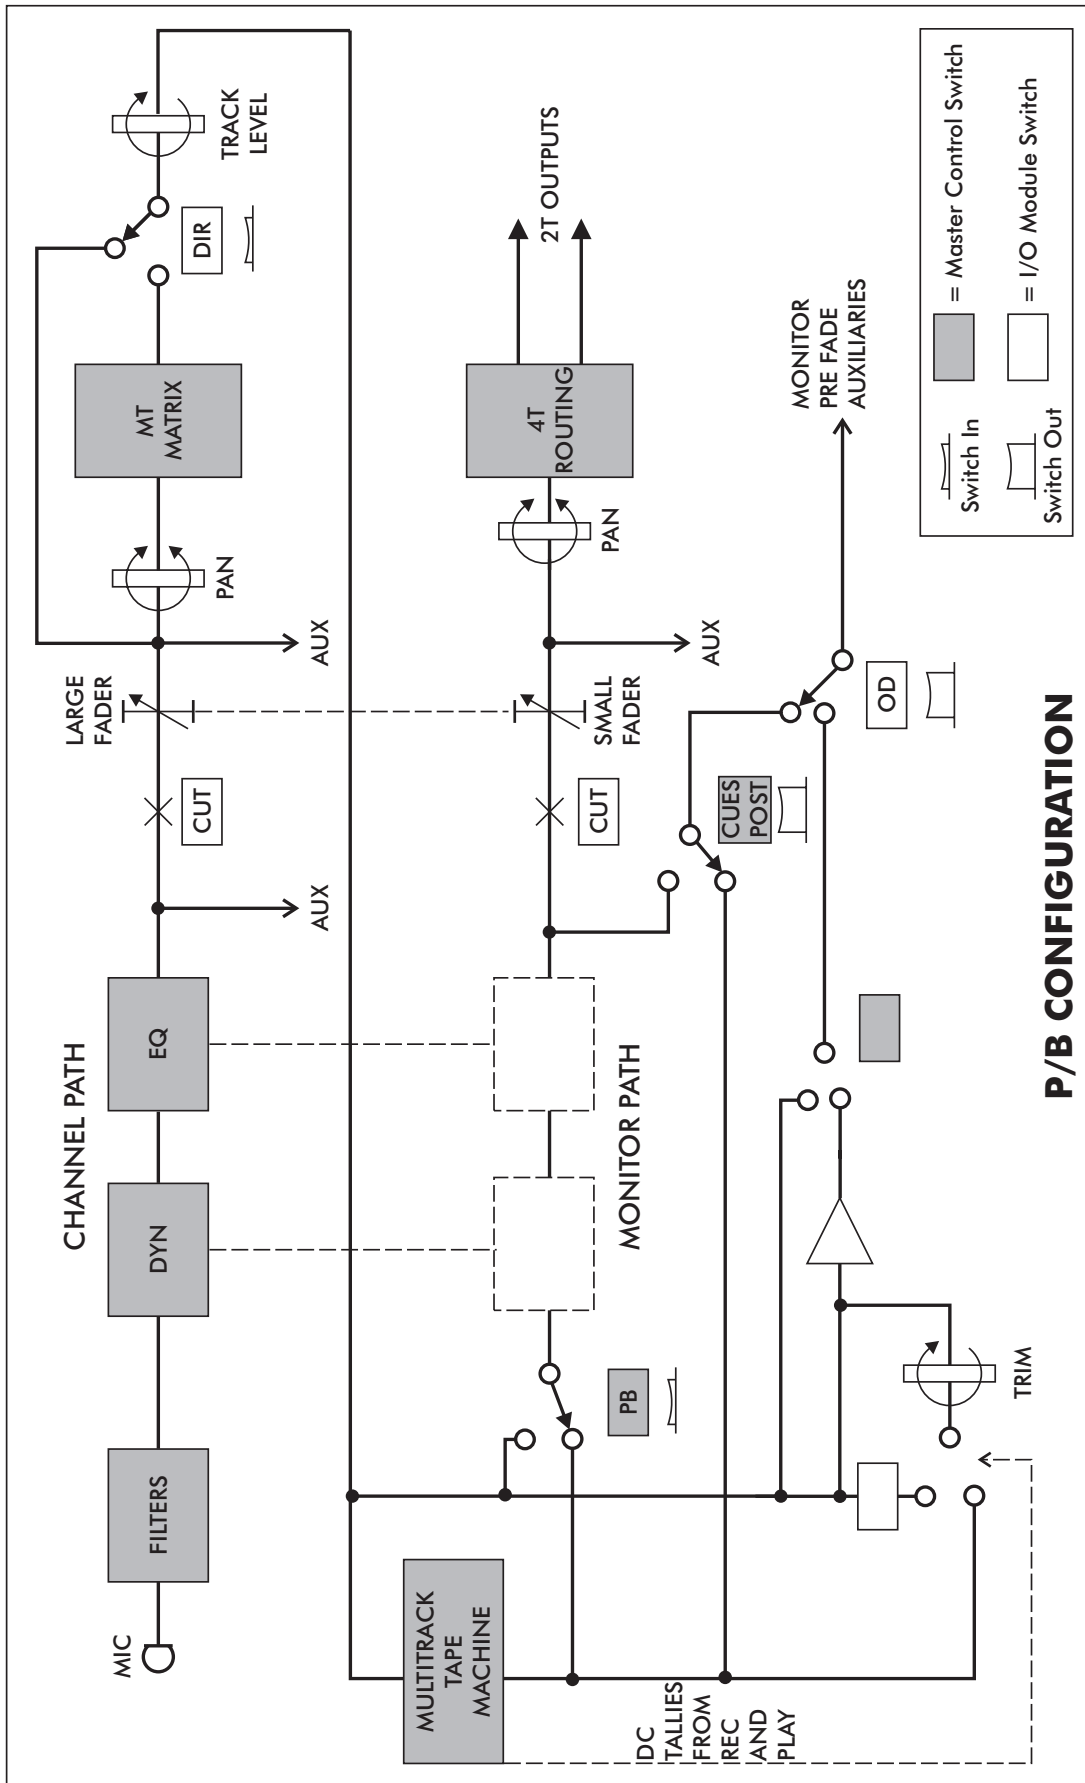 CHANNEL PATH
MIC
FILTERS
DYN
EQ
AUX
CUT
LARGE
FADER
AUX
PAN
MT
MATRIX
DIR
TRACK
LEVEL
MULTITRACK
TAPE
MACHINE
PB
MONITOR PATH
CUT
SMALL
FADER
AUX
PAN
4T
ROUTING
2T OUTPUTS
DC
TALLIES
FROM
REC
AND
PLAY
TRIM
CUES
POST
OD
MONITOR
PRE FADE
AUXILIARIES
Switch In
= Master Control Switch
Switch Out
= I/O Module Switch
P/B CONFIGURATION